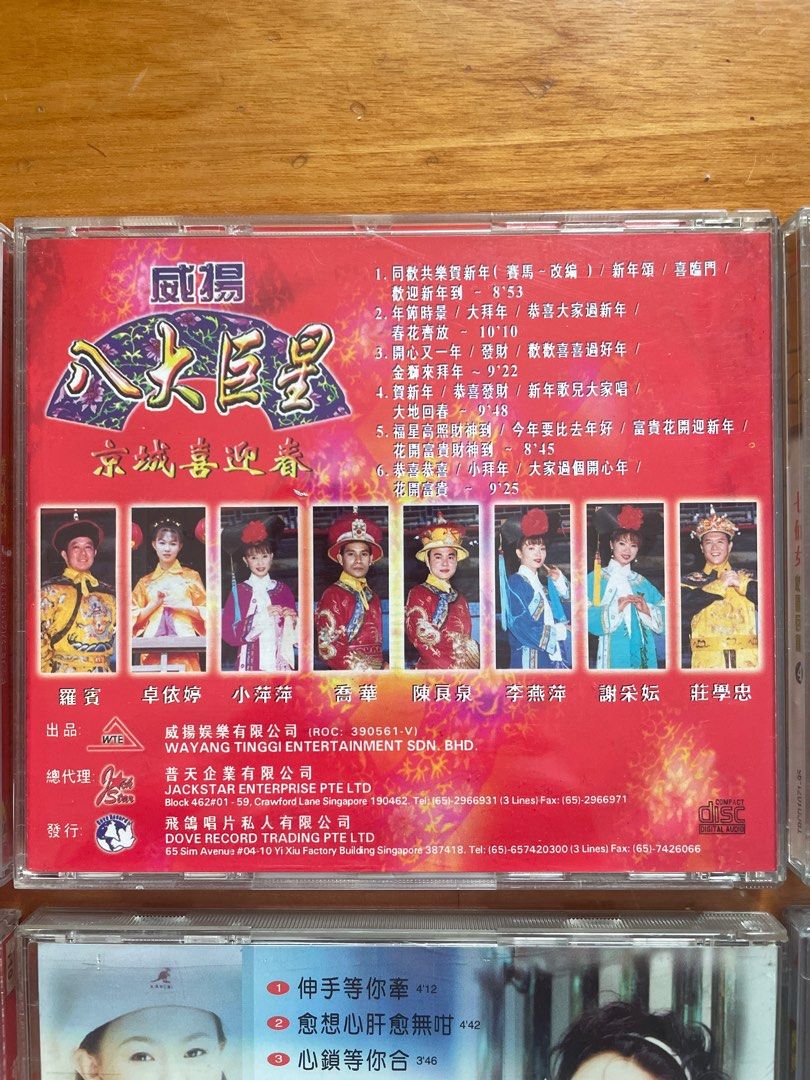 威揚
八大巨星
京城喜迎春
1. 同歡共樂賀新年( 賽馬~改編 ) / 新年頌 / 喜臨門 /
歡迎新年到 ~ 8'53
2. 年節時景 / 大拜年 / 恭喜大家過新年 /
春花齊放 ~ 10'10
3. 開心又一年 / 發財 / 歡歡喜喜過好年 /
金獅來拜年 ~ 9'22
4. 賀新年 / 恭喜發財 / 新年歌兒大家唱 /
大地回春 ~ 9'48
5. 福星高照財神到 / 今年要比去年好 / 富貴花開迎新年 /
花開富貴財神到 ~ 8'45
6. 恭喜恭喜 / 小拜年 / 大家過個開心年 /
花開富貴 ~ 9'25
羅賓 卓依婷 小萍萍 喬華 陳良泉 李燕萍 謝采妘 莊學忠
出品: WTE 威揚娛樂有限公司 (ROC: 390561-V)
WAYANG TINGGI ENTERTAINMENT SDN. BHD.
總代理: Jack Star 普天企業有限公司
JACKSTAR ENTERPRISE PTE LTD
Block 462#01 - 59, Crawford Lane Singapore 190462. Tel: (65)-2966931 (3 Lines) Fax: (65)-2966971
發行: 飛鴿唱片私人有限公司
DOVE RECORD TRADING PTE LTD
65 Sim Avenue #04-10 Yi Xiu Factory Building Singapore 387418. Tel: (65)-657420300 (3 Lines) Fax: (65)-7426066
COMPACT
disc
DIGITAL AUDIO
KANGOL
1 伸手等你牽 4'12
2 愈想心肝愈無咁 4'42
3 心鎖等你合 3'46